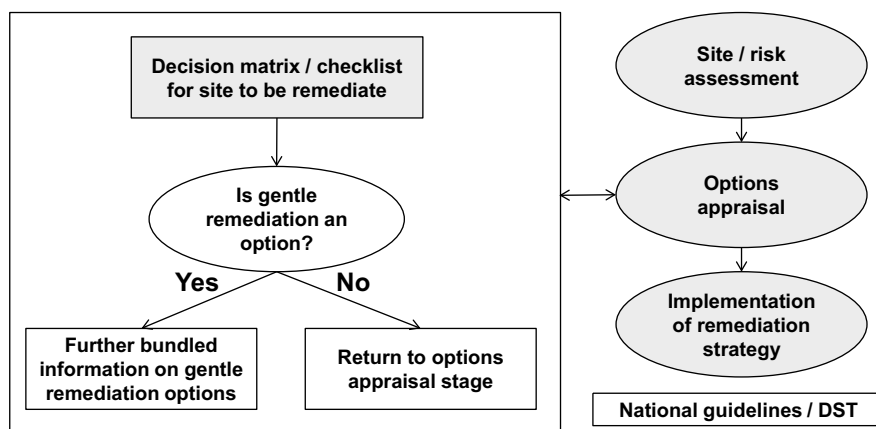 Decision matrix / checklist
for site to be remediate
Is gentle
remediation an
option?
Yes
No
Further bundled
information on gentle
remediation options
Return to options
appraisal stage
Site / risk
assessment
Options
appraisal
Implementation
of remediation
strategy
National guidelines / DST